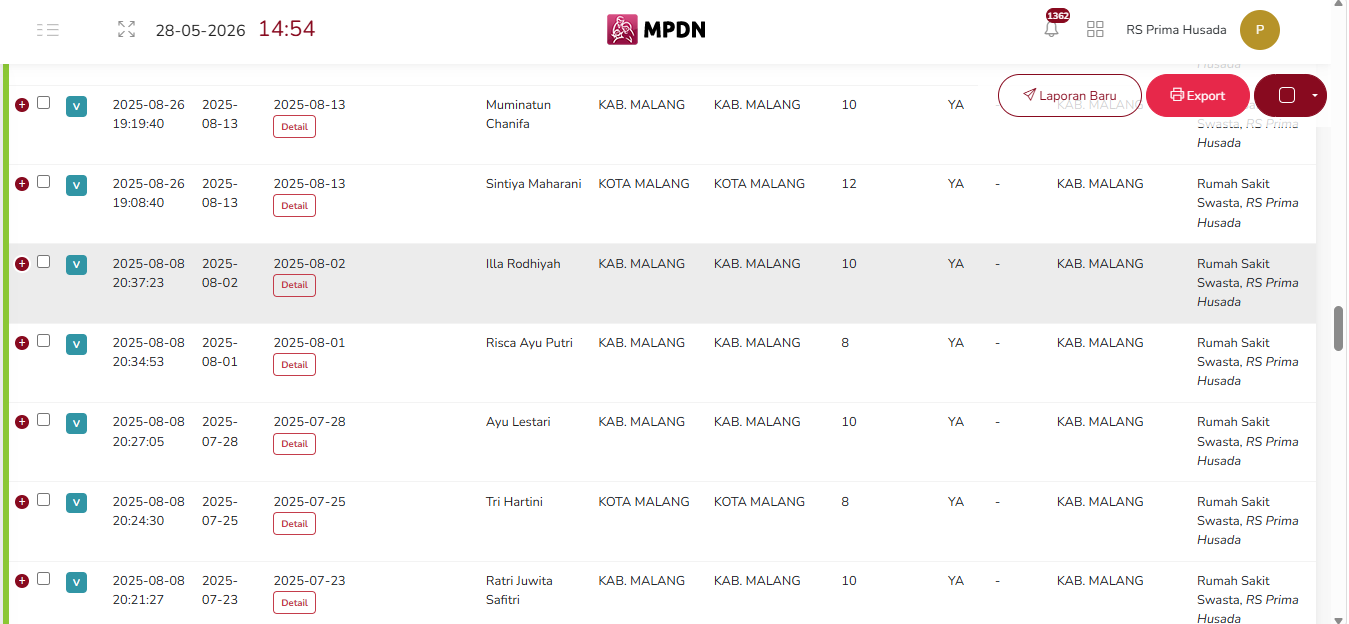 28-05-2026 14:54
MPDN
1362
RS Prima Husada
P
Husada
Laporan Baru
Export
V 2025-08-26 2025- 2025-08-13 Muminatun KAB. MALANG KAB. MALANG 10 YA - KAB. MALANG
19:19:40 08-13 Detail Chanifa Swasta, RS Prima
Husada
V 2025-08-26 2025- 2025-08-13 Sintiya Maharani KOTA MALANG KOTA MALANG 12 YA - KAB. MALANG Rumah Sakit
19:08:40 08-13 Detail Swasta, RS Prima
Husada
V 2025-08-08 2025- 2025-08-02 Illa Rodhiyah KAB. MALANG KAB. MALANG 10 YA - KAB. MALANG Rumah Sakit
20:37:23 08-02 Detail Swasta, RS Prima
Husada
V 2025-08-08 2025- 2025-08-01 Risca Ayu Putri KAB. MALANG KAB. MALANG 8 YA - KAB. MALANG Rumah Sakit
20:34:53 08-01 Detail Swasta, RS Prima
Husada
V 2025-08-08 2025- 2025-07-28 Ayu Lestari KAB. MALANG KAB. MALANG 10 YA - KAB. MALANG Rumah Sakit
20:27:05 07-28 Detail Swasta, RS Prima
Husada
V 2025-08-08 2025- 2025-07-25 Tri Hartini KOTA MALANG KOTA MALANG 8 YA - KAB. MALANG Rumah Sakit
20:24:30 07-25 Detail Swasta, RS Prima
Husada
V 2025-08-08 2025- 2025-07-23 Ratri Juwita KAB. MALANG KAB. MALANG 10 YA - KAB. MALANG Rumah Sakit
20:21:27 07-23 Detail Safitri Swasta, RS Prima
Husada